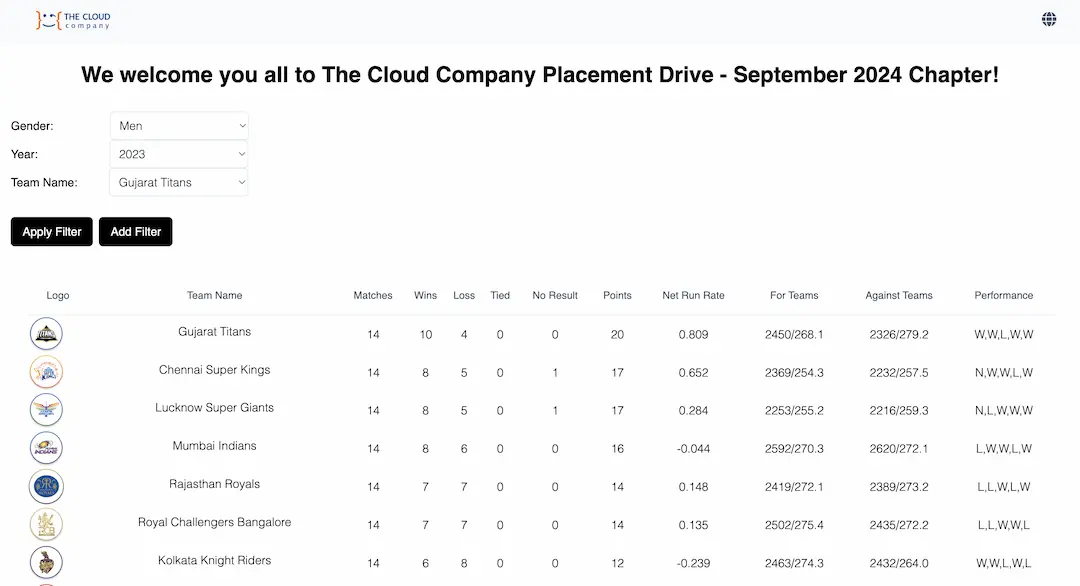 THE CLOUD
company
We welcome you all to The Cloud Company Placement Drive - September 2024 Chapter!
Gender: Men
Year: 2023
Team Name: Gujarat Titans
Apply Filter Add Filter
Logo Team Name Matches Wins Loss Tied No Result Points Net Run Rate For Teams Against Teams Performance
Gujarat Titans 14 10 4 0 0 20 0.809 2450/268.1 2326/279.2 W,W,L,W,W
Chennai Super Kings 14 8 5 0 1 17 0.652 2369/254.3 2232/257.5 N,W,W,L,W
Lucknow Super Giants 14 8 5 0 1 17 0.284 2253/255.2 2216/259.3 N,L,W,W,W
Mumbai Indians 14 8 6 0 0 16 -0.044 2592/270.3 2620/272.1 L,W,W,L,W
Rajasthan Royals 14 7 7 0 0 14 0.148 2419/272.1 2389/273.2 L,L,W,L,W
Royal Challengers Bangalore 14 7 7 0 0 14 0.135 2502/275.4 2435/272.2 L,L,W,W,L
Kolkata Knight Riders 14 6 8 0 0 12 -0.239 2463/274.3 2432/264.0 W,W,L,W,L